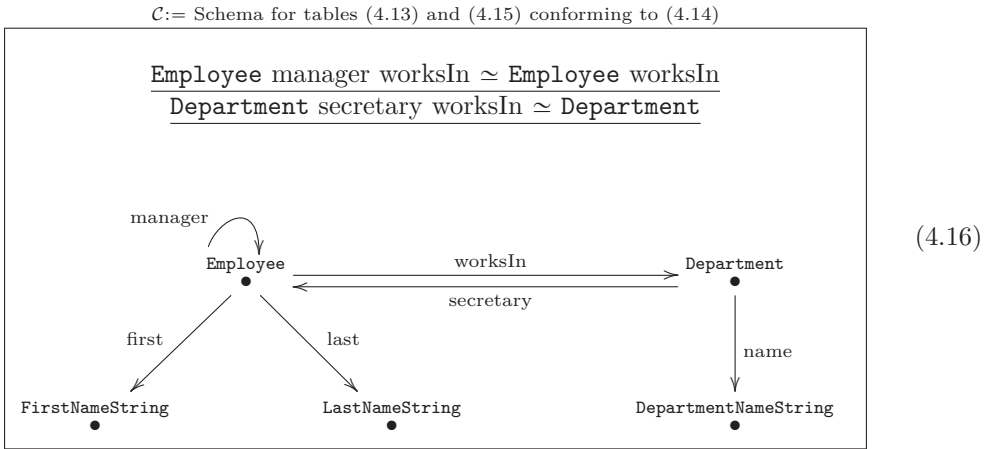 𝒞:= Schema for tables (4.13) and (4.15) conforming to (4.14)
Employee manager worksIn ≃ Employee worksIn
Department secretary worksIn ≃ Department
manager
(4.16)
Employee
worksIn
Department
secretary
first
last
name
FirstNameString
LastNameString
DepartmentNameString